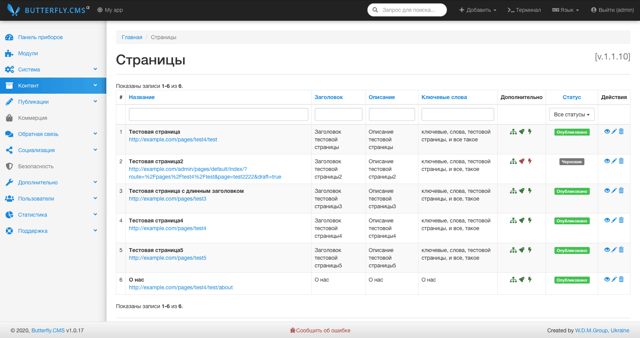 BUTTERFLY.CMS
My app
Запрос для поиска...
Добавить
Терминал
Язык
Выйти (admin)
Панель приборов
Модули
Система
Контент
Публикации
Коммерция
Обратная связь
Социализация
Безопасность
Дополнительно
Пользователи
Статистика
Поддержка
Главная / Страницы
Страницы [v.1.1.10]
Показаны записи 1-6 из 6.
# Название Заголовок Описание Ключевые слова Дополнительно Статус Действия
Все статусы
1 Тестовая страница Заголовок Описание ключевые, слова, тестовой Опубликовано
http://example.com/pages/test4/test тестовой тестовой страницы, и все такое
страницы страницы
2 Тестовая страница2 Заголовок Описание ключевые, слова, тестовой Черновик
http://example.com/admin/pages/default/index/? тестовой тестовой страницы, и, все, такое
route=%2Fpages%2Ftest4%2Ftest&page=test2222&draft=true страницы2 страницы2
3 Тестовая страница с длинным заголовком Заголовок Описание ключевые, слова, тестовой Опубликовано
http://example.com/pages/test3 тестовой тестовой страницы, и, все, такое
страницы3 страницы3
4 Тестовая страница4 Заголовок Описание ключевые, слова, тестовой Опубликовано
http://example.com/pages/test4 тестовой тестовой страницы, и, все, такое
страницы4 страницы4
5 Тестовая страница5 Заголовок Описание ключевые, слова, тестовой Опубликовано
http://example.com/pages/test5 тестовой тестовой страницы, и, все, такое
страницы5 страницы5
6 О нас О нас О нас О нас Опубликовано
http://example.com/pages/test4/test/about
Показаны записи 1-6 из 6.
© 2020, Butterfly.CMS v1.0.17
Сообщить об ошибке
Created by W.D.M.Group, Ukraine